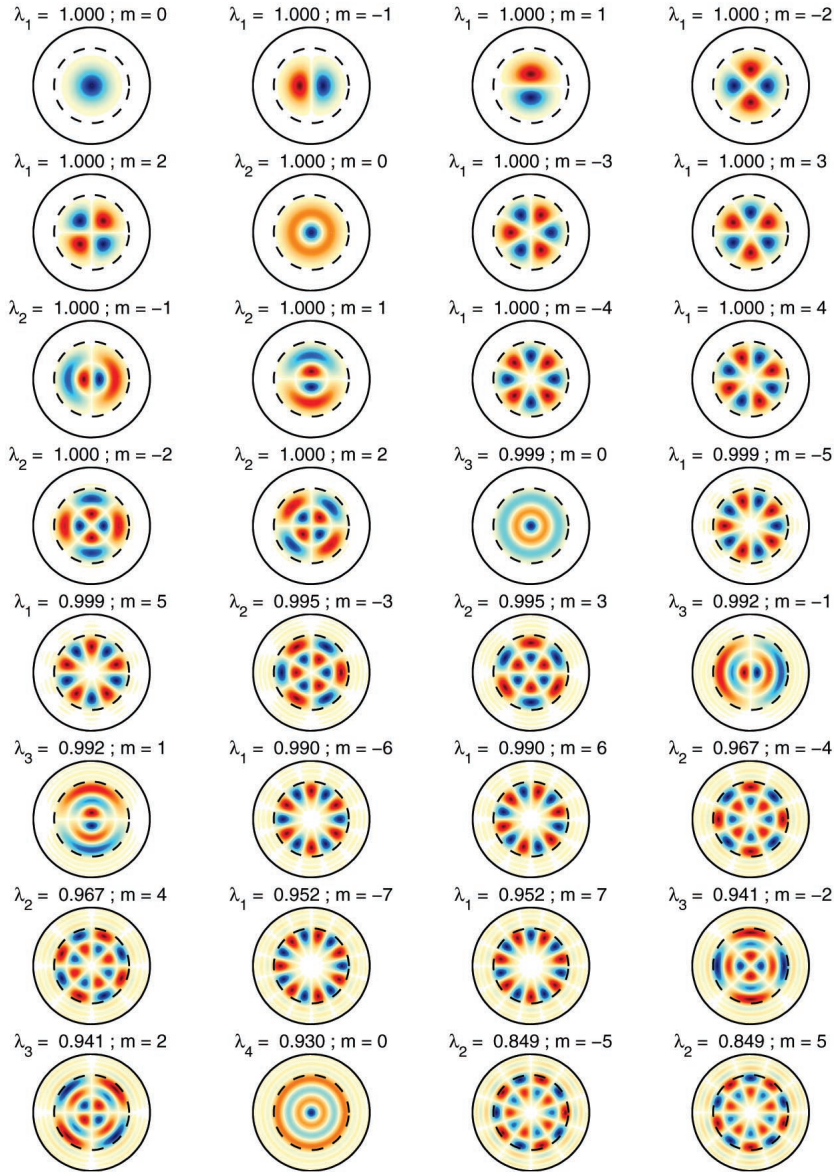 λ₁ = 1.000 ; m = 0 λ₁ = 1.000 ; m = −1 λ₁ = 1.000 ; m = 1 λ₁ = 1.000 ; m = −2
λ₁ = 1.000 ; m = 2 λ₂ = 1.000 ; m = 0 λ₁ = 1.000 ; m = −3 λ₁ = 1.000 ; m = 3
λ₂ = 1.000 ; m = −1 λ₂ = 1.000 ; m = 1 λ₁ = 1.000 ; m = −4 λ₁ = 1.000 ; m = 4
λ₂ = 1.000 ; m = −2 λ₂ = 1.000 ; m = 2 λ₃ = 0.999 ; m = 0 λ₁ = 0.999 ; m = −5
λ₁ = 0.999 ; m = 5 λ₂ = 0.995 ; m = −3 λ₂ = 0.995 ; m = 3 λ₃ = 0.992 ; m = −1
λ₃ = 0.992 ; m = 1 λ₁ = 0.990 ; m = −6 λ₁ = 0.990 ; m = 6 λ₂ = 0.967 ; m = −4
λ₂ = 0.967 ; m = 4 λ₁ = 0.952 ; m = −7 λ₁ = 0.952 ; m = 7 λ₃ = 0.941 ; m = −2
λ₃ = 0.941 ; m = 2 λ₄ = 0.930 ; m = 0 λ₂ = 0.849 ; m = −5 λ₂ = 0.849 ; m = 5